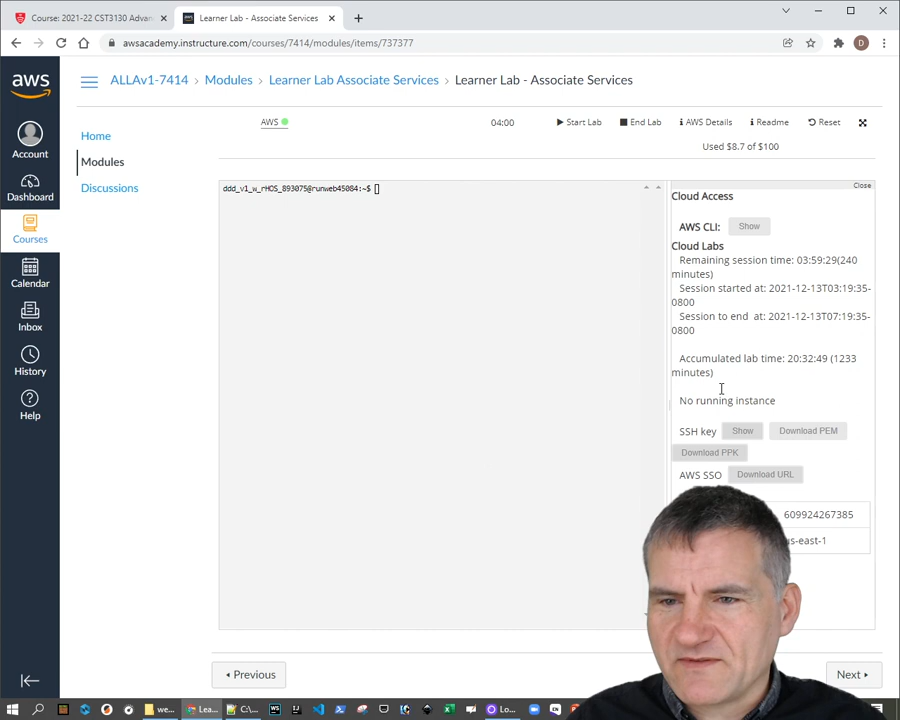 Course: 2021-22 CST3130 Advan
Learner Lab - Associate Services
awsacademy.instructure.com/courses/7414/modules/items/737377
D
aws
ALLAv1-7414 > Modules > Learner Lab Associate Services > Learner Lab - Associate Services
Account
Dashboard
Courses
Calendar
Inbox
History
Help
Home
Modules
Discussions
AWS
04:00
Start Lab
End Lab
AWS Details
Readme
Reset
Used $8.7 of $100
ddd_v1_w_rHOS_893075@runweb45084:~$
Close
Cloud Access
AWS CLI: Show
Cloud Labs
Remaining session time: 03:59:29(240
minutes)
Session started at: 2021-12-13T03:19:35-
0800
Session to end at: 2021-12-13T07:19:35-
0800
Accumulated lab time: 20:32:49 (1233
minutes)
No running instance
SSH key Show Download PEM
Download PPK
AWS SSO Download URL
609924267385
us-east-1
Previous
Next
we...
Lea...
C:\...
Lo...